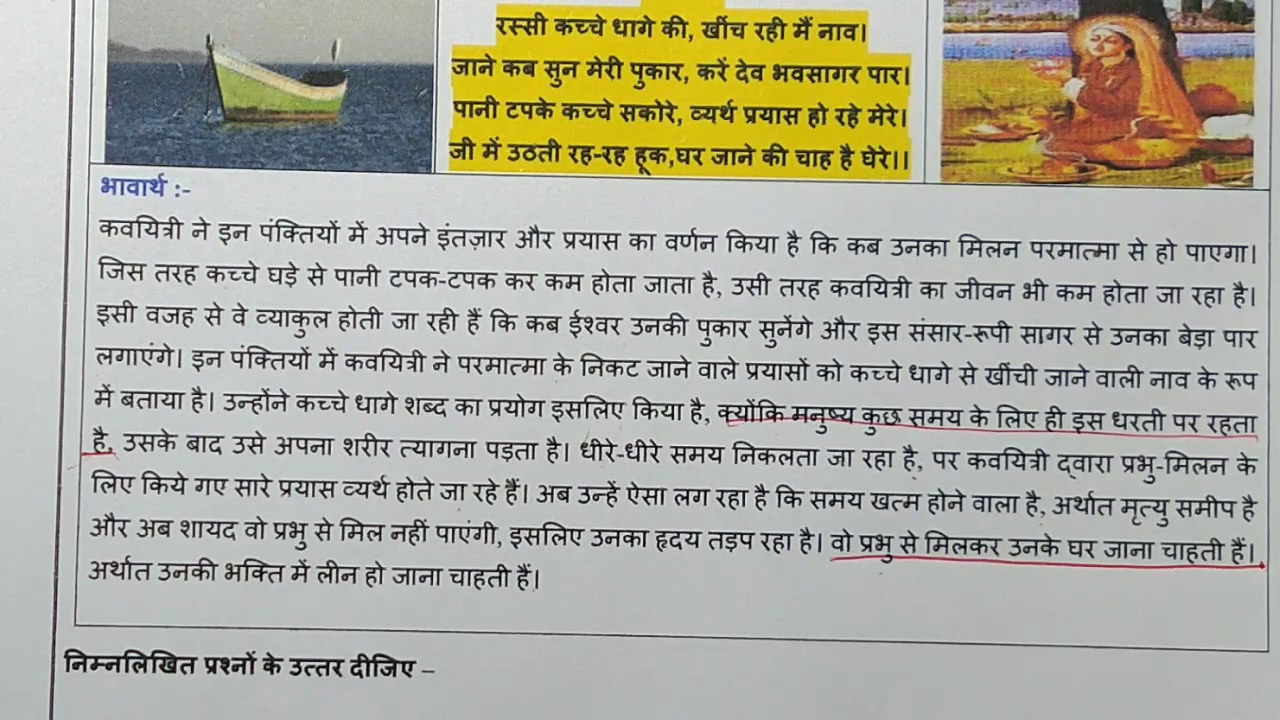 रस्सी कच्चे धागे की, खींच रही मैं नाव।
जाने कब सुन मेरी पुकार, करें देव भवसागर पार।
पानी टपके कच्चे सकोरे, व्यर्थ प्रयास हो रहे मेरे।
जी में उठती रह-रह हूक,घर जाने की चाह है घेरे।।
भावार्थ :-
कवयित्री ने इन पंक्तियों में अपने इंतज़ार और प्रयास का वर्णन किया है कि कब उनका मिलन परमात्मा से हो पाएगा।
जिस तरह कच्चे घड़े से पानी टपक-टपक कर कम होता जाता है, उसी तरह कवयित्री का जीवन भी कम होता जा रहा है।
इसी वजह से वे व्याकुल होती जा रही हैं कि कब ईश्वर उनकी पुकार सुनेंगे और इस संसार-रूपी सागर से उनका बेड़ा पार
लगाएंगे। इन पंक्तियों में कवयित्री ने परमात्मा के निकट जाने वाले प्रयासों को कच्चे धागे से खींची जाने वाली नाव के रूप
में बताया है। उन्होंने कच्चे धागे शब्द का प्रयोग इसलिए किया है, क्योंकि मनुष्य कुछ समय के लिए ही इस धरती पर रहता
है, उसके बाद उसे अपना शरीर त्यागना पड़ता है। धीरे-धीरे समय निकलता जा रहा है, पर कवयित्री द्वारा प्रभु-मिलन के
लिए किये गए सारे प्रयास व्यर्थ होते जा रहे हैं। अब उन्हें ऐसा लग रहा है कि समय खत्म होने वाला है, अर्थात मृत्यु समीप है
और अब शायद वो प्रभु से मिल नहीं पाएंगी, इसलिए उनका हृदय तड़प रहा है। वो प्रभु से मिलकर उनके घर जाना चाहती हैं।
अर्थात उनकी भक्ति में लीन हो जाना चाहती हैं।
निम्नलिखित प्रश्नों के उत्तर दीजिए –